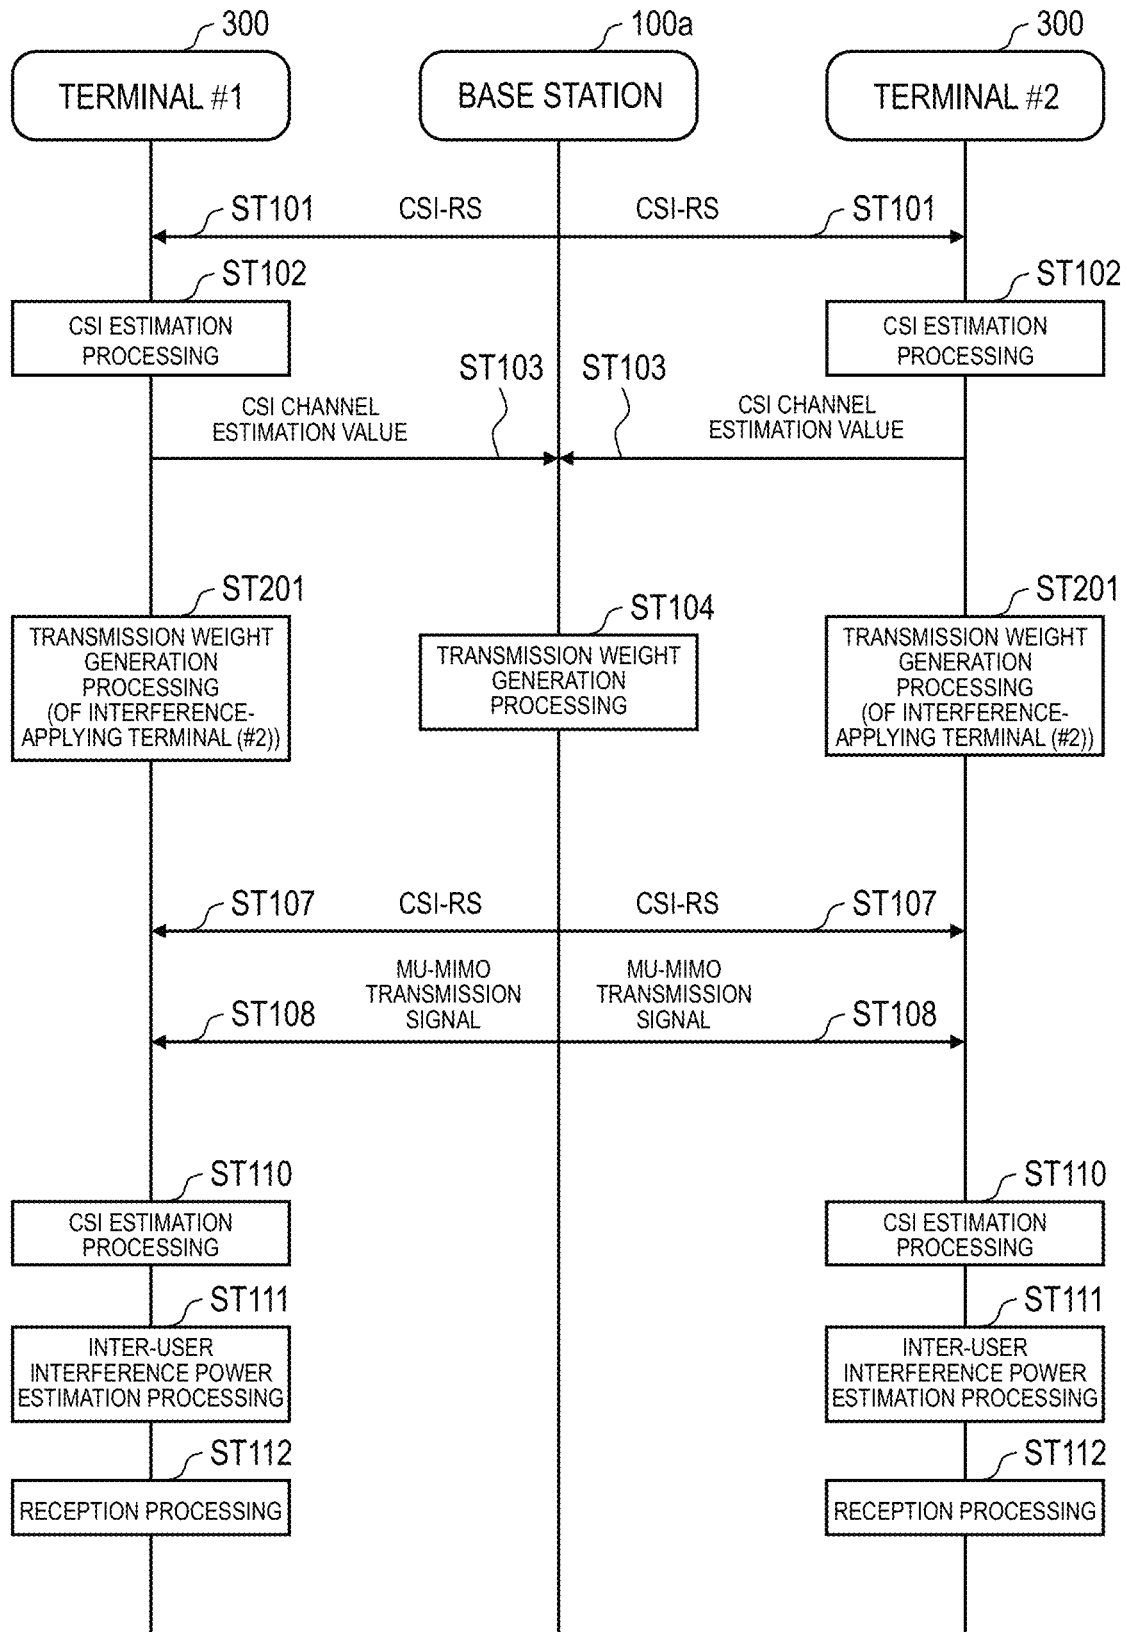 300
100a
300
TERMINAL #1
BASE STATION
TERMINAL #2
ST101
CSI-RS
CSI-RS
ST101
ST102
ST102
CSI ESTIMATION
PROCESSING
CSI ESTIMATION
PROCESSING
ST103
ST103
CSI CHANNEL
ESTIMATION VALUE
CSI CHANNEL
ESTIMATION VALUE
ST201
ST104
ST201
TRANSMISSION WEIGHT
GENERATION
PROCESSING
(OF INTERFERENCE-
APPLYING TERMINAL (#2))
TRANSMISSION WEIGHT
GENERATION
PROCESSING
TRANSMISSION WEIGHT
GENERATION
PROCESSING
(OF INTERFERENCE-
APPLYING TERMINAL (#2))
ST107
CSI-RS
CSI-RS
ST107
MU-MIMO
TRANSMISSION
SIGNAL
MU-MIMO
TRANSMISSION
SIGNAL
ST108
ST108
ST110
ST110
CSI ESTIMATION
PROCESSING
CSI ESTIMATION
PROCESSING
ST111
ST111
INTER-USER
INTERFERENCE POWER
ESTIMATION PROCESSING
INTER-USER
INTERFERENCE POWER
ESTIMATION PROCESSING
ST112
ST112
RECEPTION PROCESSING
RECEPTION PROCESSING